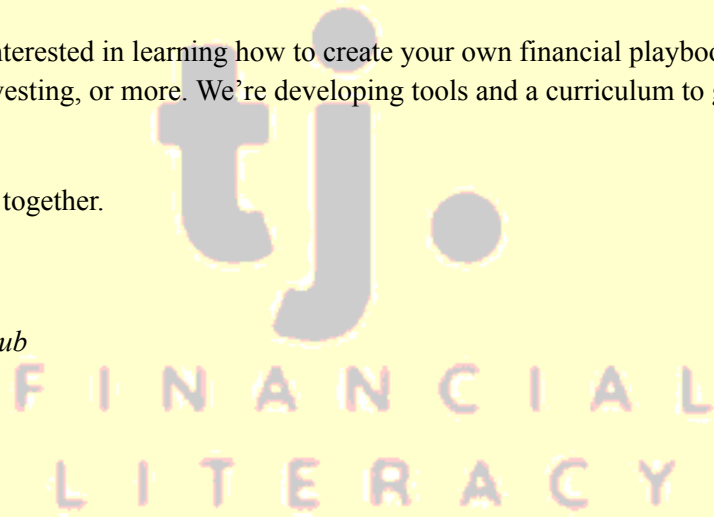 nterested in learning how to create your own financial playboo
vesting, or more. We’re developing tools and a curriculum to g
together.
ub
tj.
FINANCIAL
LITERACY